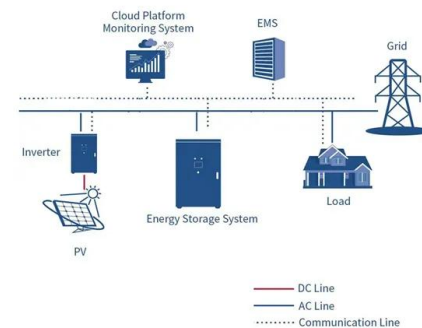 Cloud Platform
Monitoring System
EMS
Grid
Inverter
Energy Storage System
Load
PV
DC Line
AC Line
Communication Line